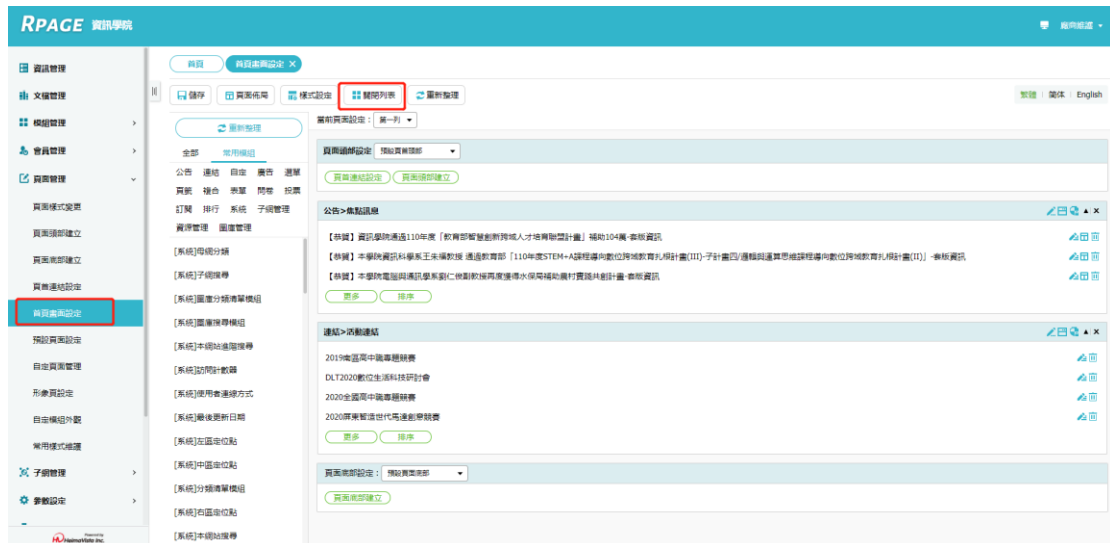 RPAGE 資訊學院
廠商維護
資訊管理
文檔管理
模組管理
會員管理
頁面管理
頁面樣式變更
頁面頭部建立
頁面底部建立
頁首連結設定
首頁畫面設定
預設頁面設定
自定頁面管理
形象頁設定
自定模組外觀
常用樣式維護
子網管理
參數設定
Powered by
HeimaVista Inc.
首頁 首頁畫面設定 X
儲存 頁面佈局 樣式設定 關閉列表 重新整理
繁體 简体 English
重新整理
全部 常用模組
公告 連結 自定 廣告 選單
頁籤 複合 表單 問卷 投票
訂閱 排行 系統 子網管理
資源管理 圖庫管理
[系統]母網分類
[系統]子網搜尋
[系統]圖庫分類清單模組
[系統]圖庫搜尋模組
[系統]本網站進階搜尋
[系統]訪問計數器
[系統]使用者連線方式
[系統]最後更新日期
[系統]左區定位點
[系統]中區定位點
[系統]分類清單模組
[系統]右區定位點
[系統]本網站搜尋
當前頁面設定： 第一列
頁面頭部設定 預設頁首頭部
頁首連結設定 頁面頭部建立
公告>焦點訊息
【恭賀】資訊學院通過110年度「教育部智慧創新跨域人才培育聯盟計畫」補助104萬-套版資訊
【恭賀】本學院資訊科學系王朱福教授 通過教育部「110年度STEM+A課程導向數位跨域教育扎根計畫(III)-子計畫四/邏輯與運算思維課程導向數位跨域教育扎根計畫(II)」-套版資訊
【恭賀】本學院電腦與通訊學系劉仁俊副教授再度獲得水保局補助農村實踐共創計畫-套版資訊
更多 排序
連結>活動連結
2019南區高中職專題競賽
DLT2020數位生活科技研討會
2020全國高中職專題競賽
2020屏東智造世代馬達創意競賽
更多 排序
頁面底部設定： 預設頁面底部
頁面底部建立